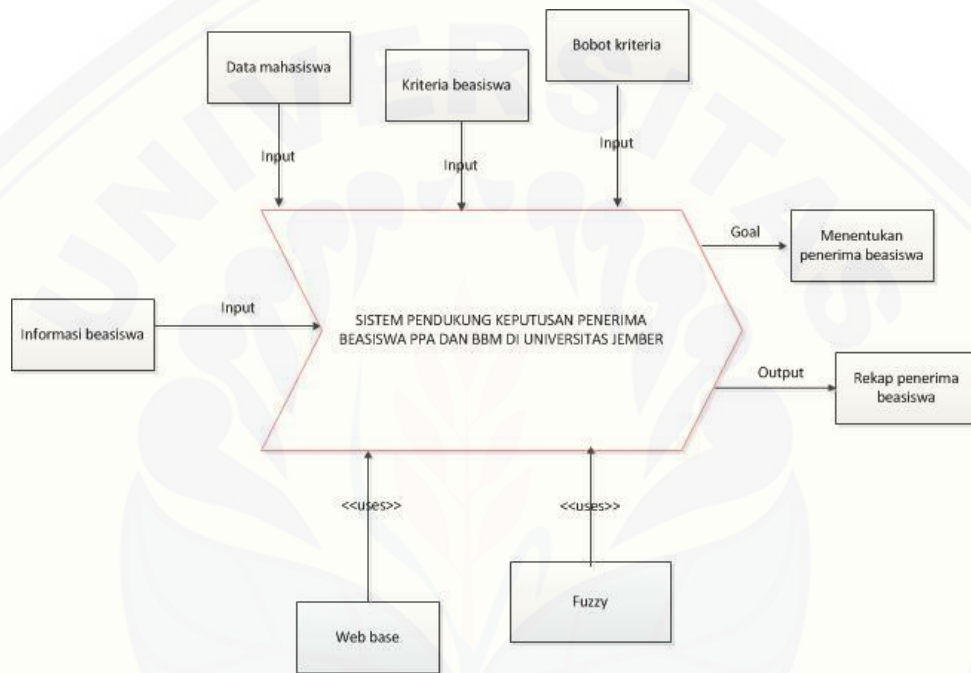 UNIVERSITAS
Data mahasiswa
Kriteria beasiswa
Bobot kriteria
Input
Input
Input
Goal
Menentukan
penerima beasiswa
Informasi beasiswa
Input
SISTEM PENDUKUNG KEPUTUSAN PENERIMA
BEASISWA PPA DAN BBM DI UNIVERSITAS JEMBER
Output
Rekap penerima
beasiswa
<<uses>>
<<uses>>
Web base
Fuzzy